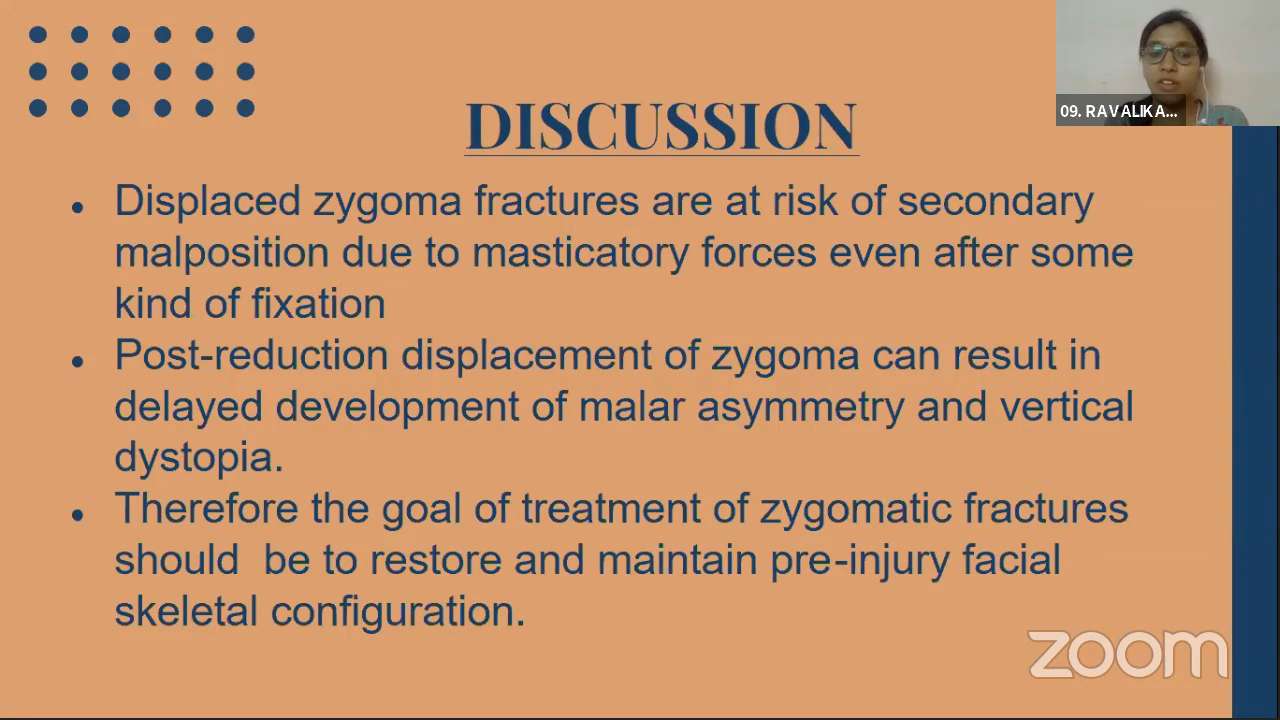 09. RAVALIKA...
DISCUSSION
• Displaced zygoma fractures are at risk of secondary
malposition due to masticatory forces even after some
kind of fixation
• Post-reduction displacement of zygoma can result in
delayed development of malar asymmetry and vertical
dystopia.
• Therefore the goal of treatment of zygomatic fractures
should  be to restore and maintain pre-injury facial
skeletal configuration.
zoom